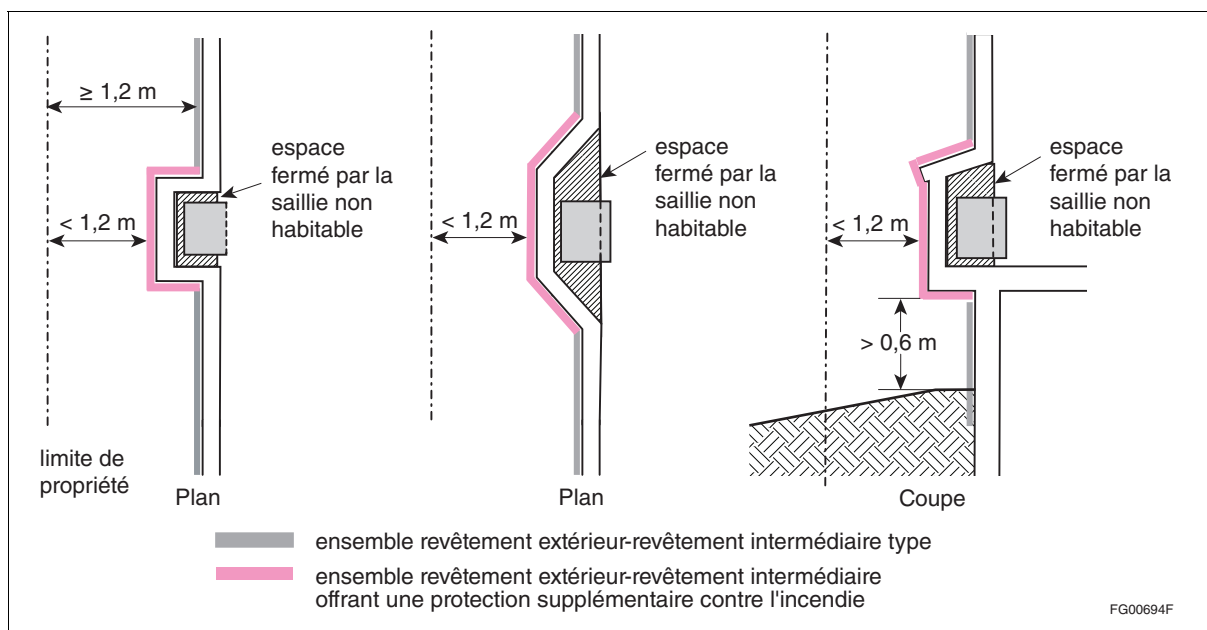 ≥ 1,2 m
espace
fermé par la
saillie non
habitable
< 1,2 m
limite de
propriété
Plan
espace
fermé par la
saillie non
habitable
< 1,2 m
Plan
espace
fermé par la
saillie non
habitable
< 1,2 m
> 0,6 m
Coupe
ensemble revêtement extérieur-revêtement intermédiaire type
ensemble revêtement extérieur-revêtement intermédiaire
offrant une protection supplémentaire contre l'incendie
FG00694F